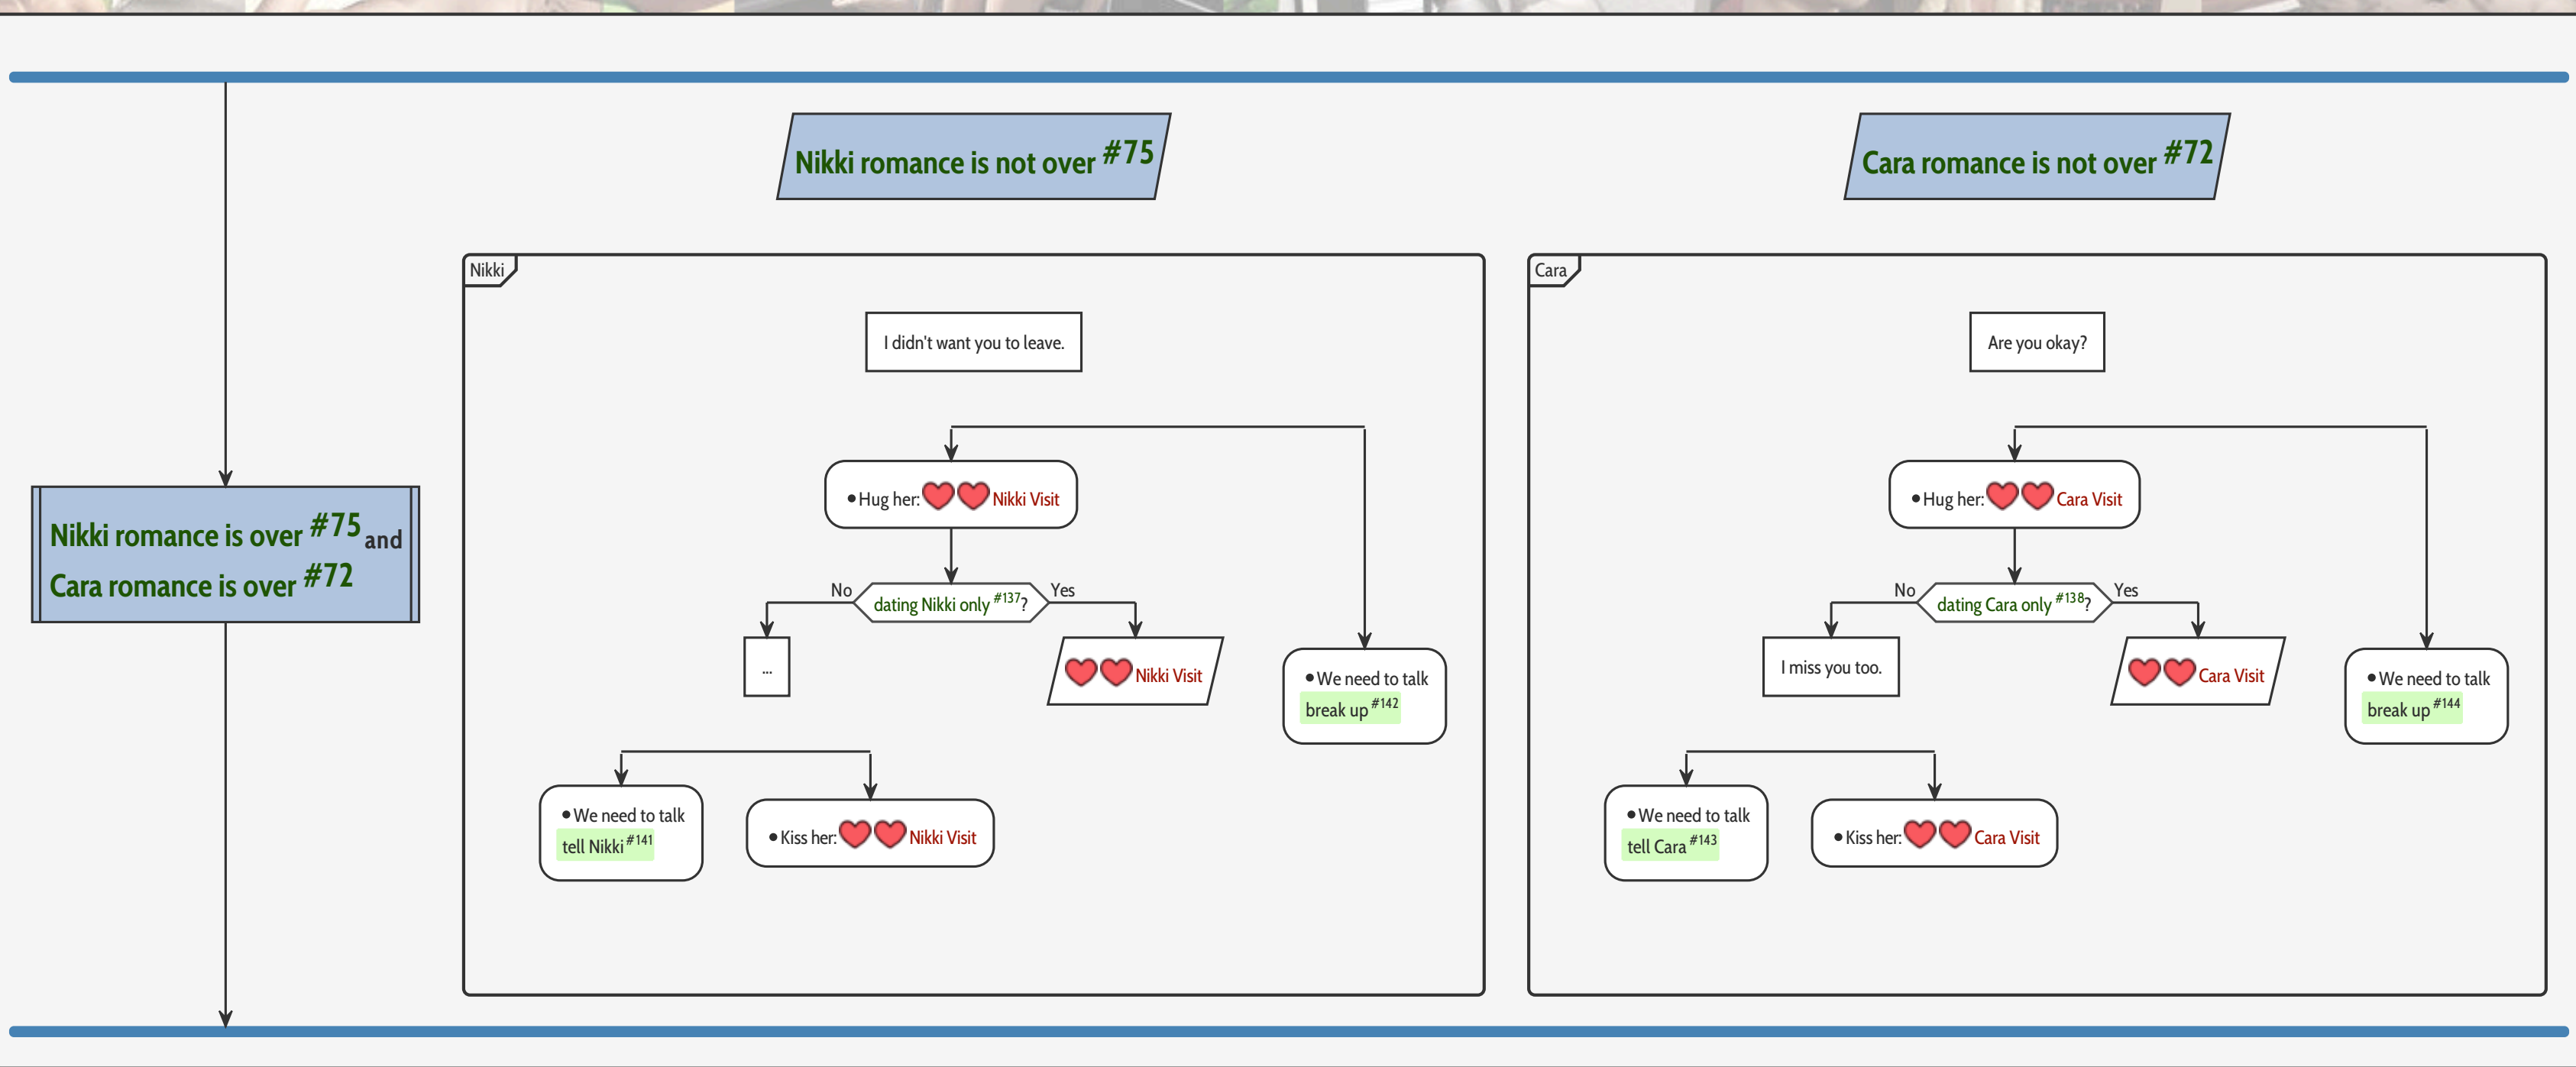 Nikki romance is not over #75
Cara romance is not over #72
Nikki romance is over #75 and
Cara romance is over #72
Nikki
I didn't want you to leave.
•Hug her: Nikki Visit
No
dating Nikki only #137?
Yes
...
Nikki Visit
•We need to talk
break up #142
•We need to talk
tell Nikki #141
•Kiss her: Nikki Visit
Cara
Are you okay?
•Hug her: Cara Visit
No
dating Cara only #138?
Yes
I miss you too.
Cara Visit
•We need to talk
break up #144
•We need to talk
tell Cara #143
•Kiss her: Cara Visit